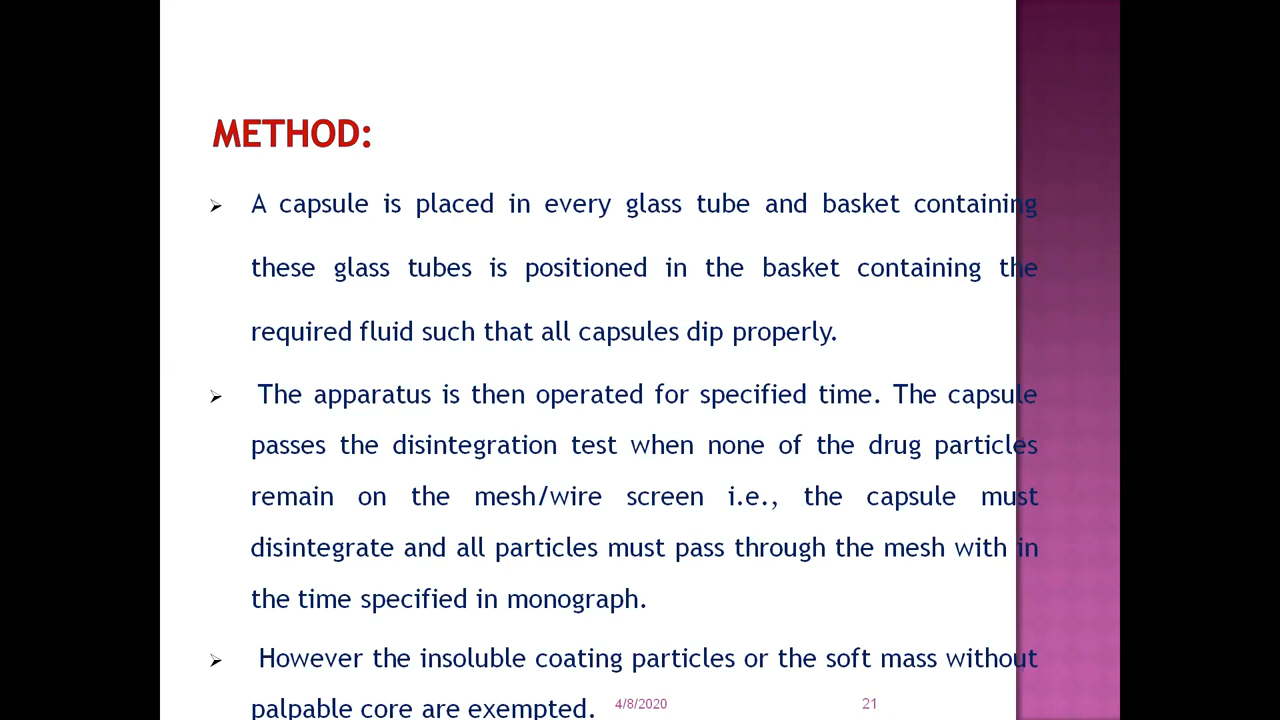 METHOD:
➢ A capsule is placed in every glass tube and basket containing
these glass tubes is positioned in the basket containing the
required fluid such that all capsules dip properly.
➢ The apparatus is then operated for specified time. The capsule
passes the disintegration test when none of the drug particles
remain on the mesh/wire screen i.e., the capsule must
disintegrate and all particles must pass through the mesh with in
the time specified in monograph.
➢ However the insoluble coating particles or the soft mass without
palpable core are exempted.
4/8/2020 21